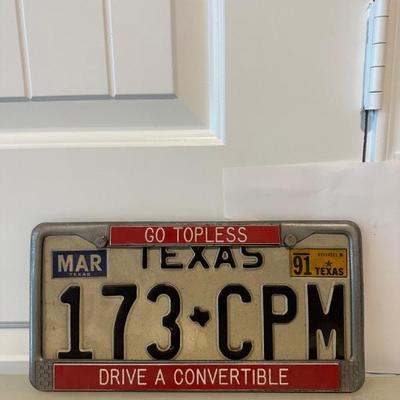 GO TOPLESS
TEXAS
MAR
TEXAS
91
TEXAS
173 CPM
DRIVE A CONVERTIBLE